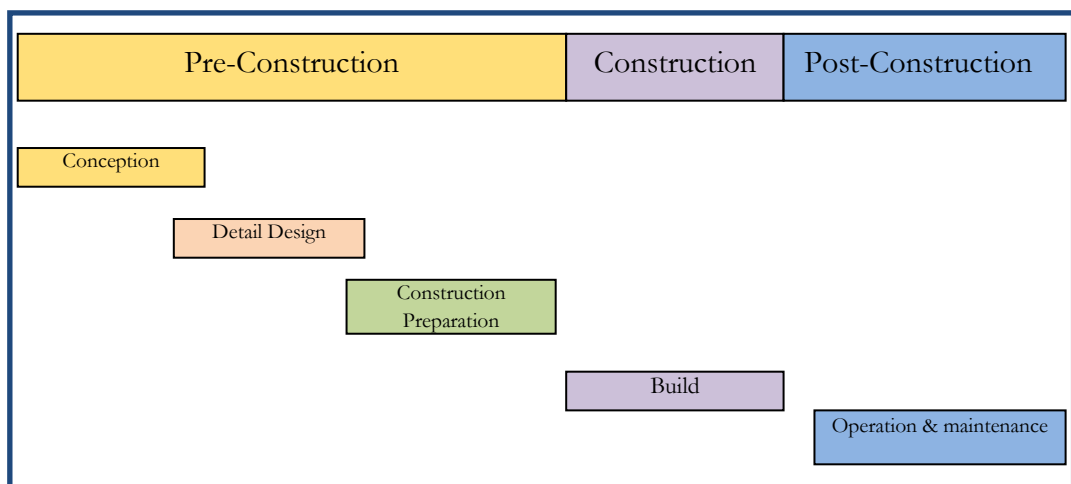 Pre-Construction
Construction
Post-Construction
Conception
Detail Design
Construction
Preparation
Build
Operation & maintenance